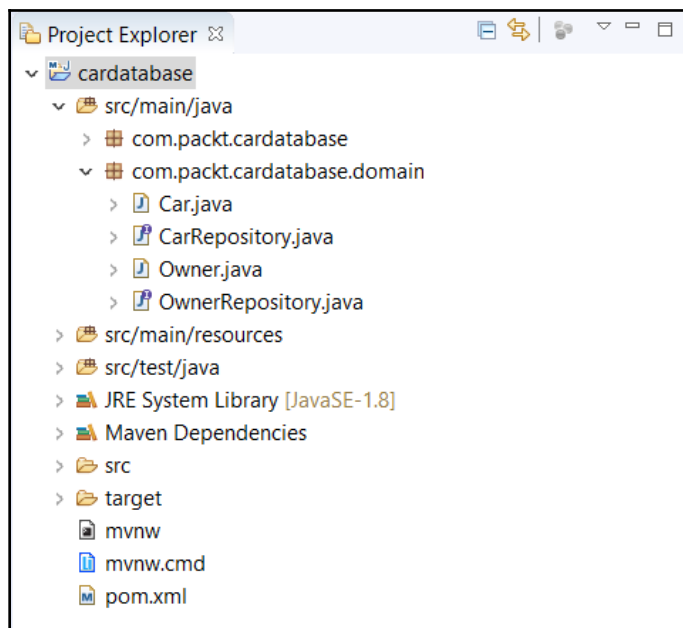 Project Explorer
cardatabase
src/main/java
com.packt.cardatabase
com.packt.cardatabase.domain
Car.java
CarRepository.java
Owner.java
OwnerRepository.java
src/main/resources
src/test/java
JRE System Library [JavaSE-1.8]
Maven Dependencies
src
target
mvnw
mvnw.cmd
pom.xml